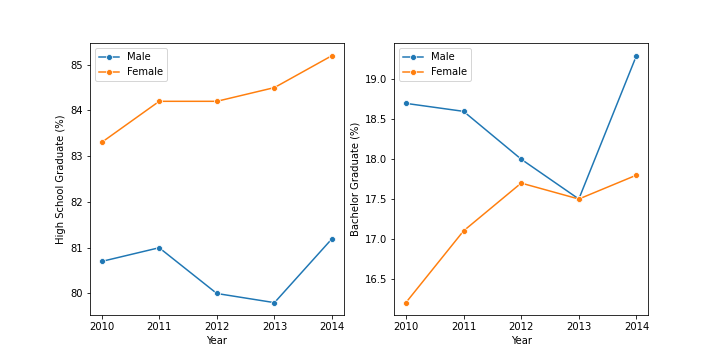 Male
Female
High School Graduate (%)
85
84
83
82
81
80
2010
2011
2012
2013
2014
Year
Male
Female
Bachelor Graduate (%)
19.0
18.5
18.0
17.5
17.0
16.5
2010
2011
2012
2013
2014
Year